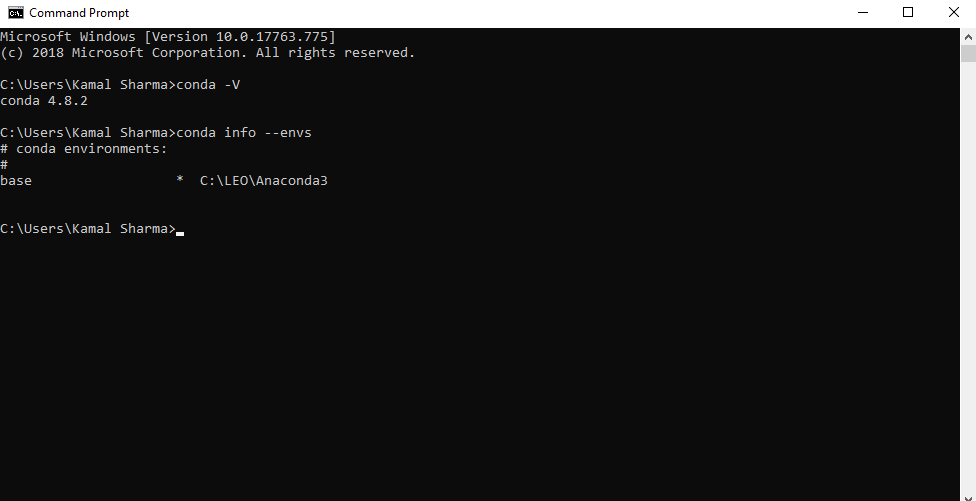 Command Prompt
Microsoft Windows [Version 10.0.17763.775]
(c) 2018 Microsoft Corporation. All rights reserved.
C:\Users\Kamal Sharma>conda -V
conda 4.8.2
C:\Users\Kamal Sharma>conda info --envs
# conda environments:
#
base                  *  C:\LEO\Anaconda3
C:\Users\Kamal Sharma>